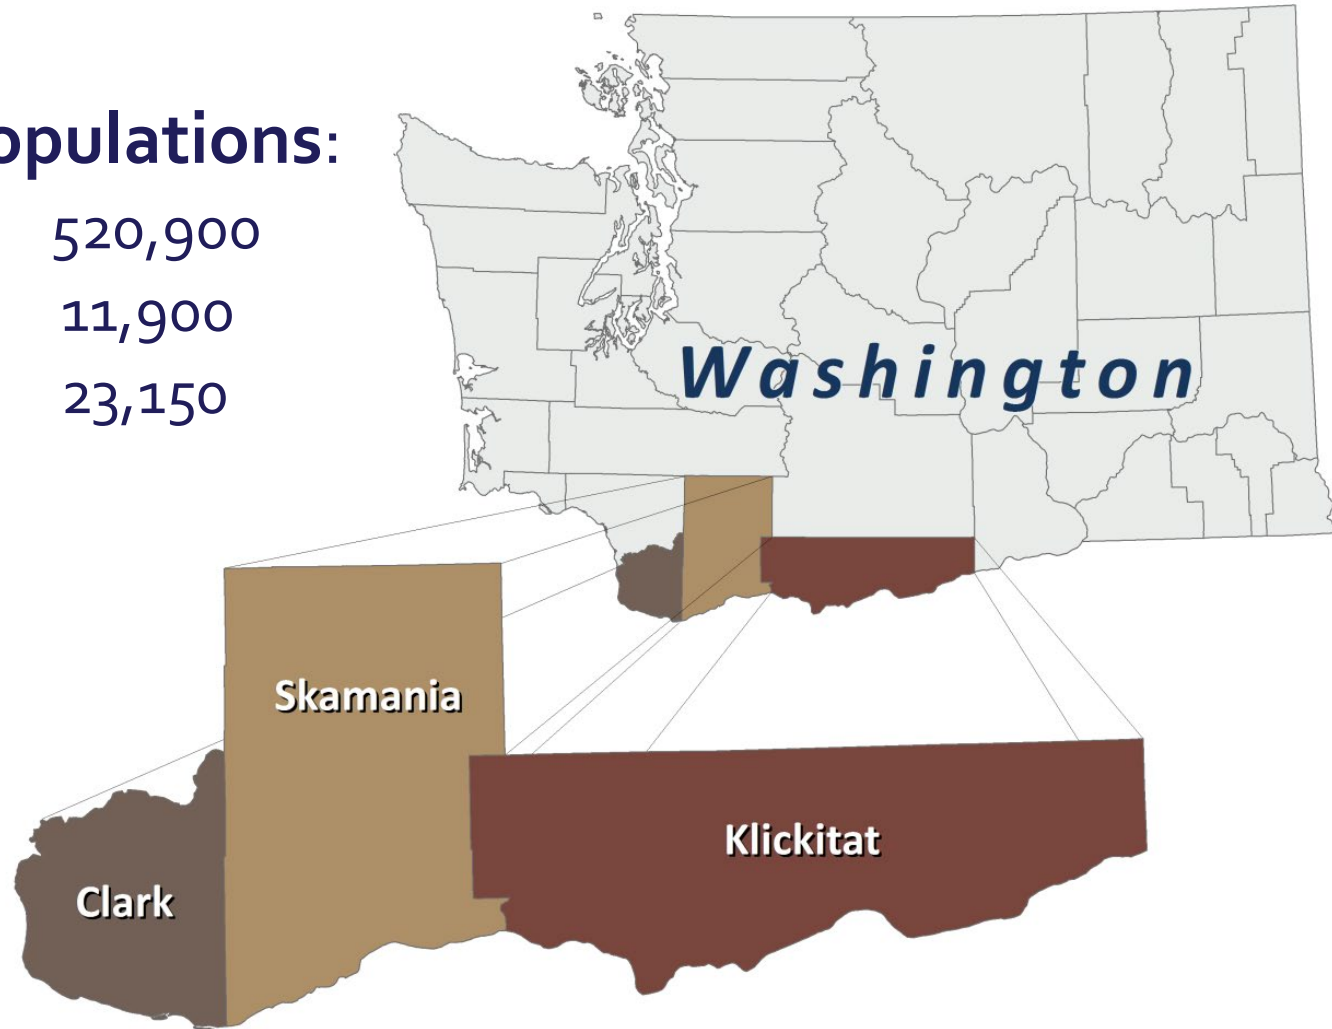 opulations:
520,900
11,900
23,150
Washington
Skamania
Klickitat
Clark